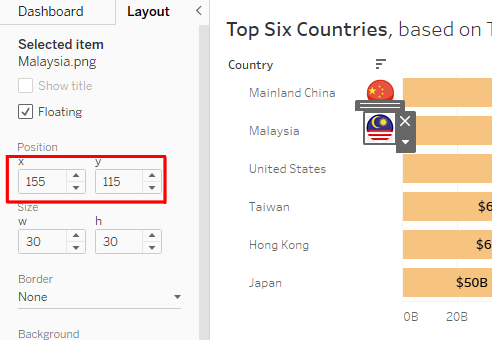 Dashboard Layout <
Selected item
Malaysia.png
Show title
Floating
Position
x y
155 115
Size
w h
30 30
Border
None
Background
Top Six Countries, based on T
Country
Mainland China
Malaysia
United States
Taiwan $6
Hong Kong $6
Japan $50B
0B 20B